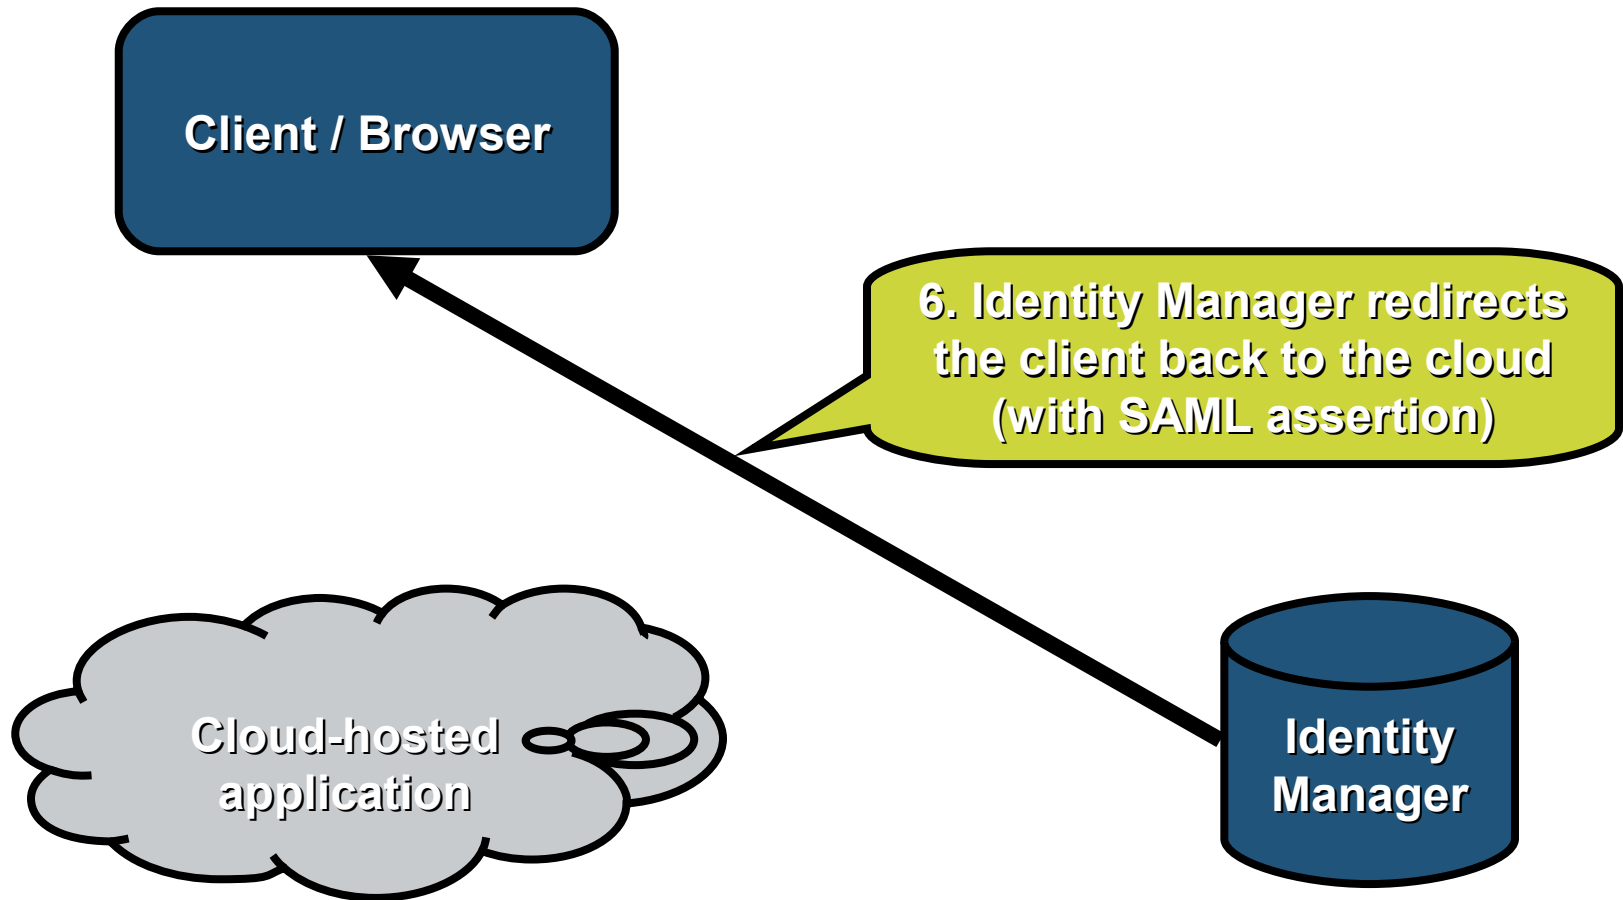 Client / Browser
6. Identity Manager redirects
the client back to the cloud
(with SAML assertion)
Cloud-hosted
application
Identity
Manager